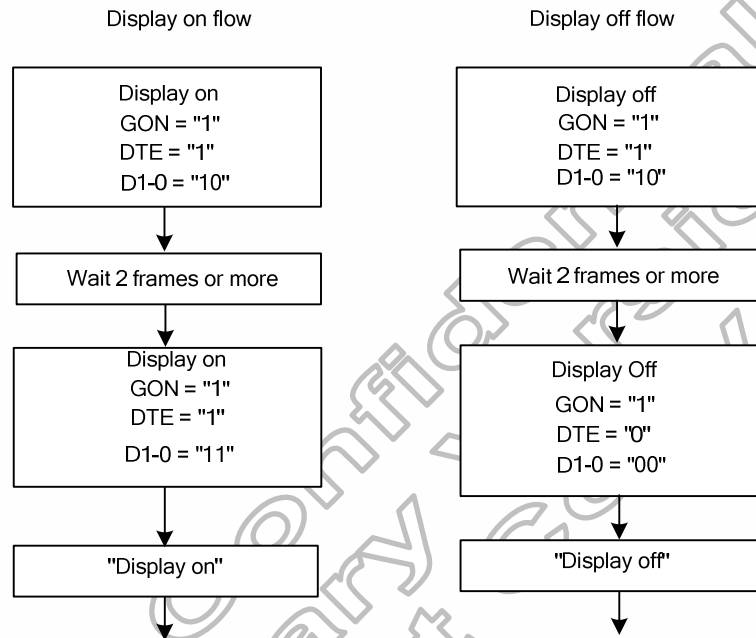 Display on flow
Display on
GON = "1"
DTE = "1"
D1-0 = "10"
Wait 2 frames or more
Display on
GON = "1"
DTE = "1"
D1-0 = "11"
"Display on"
Display off flow
Display off
GON = "1"
DTE = "1"
D1-0 = "10"
Wait 2 frames or more
Display Off
GON = "1"
DTE = "0"
D1-0 = "00"
"Display off"